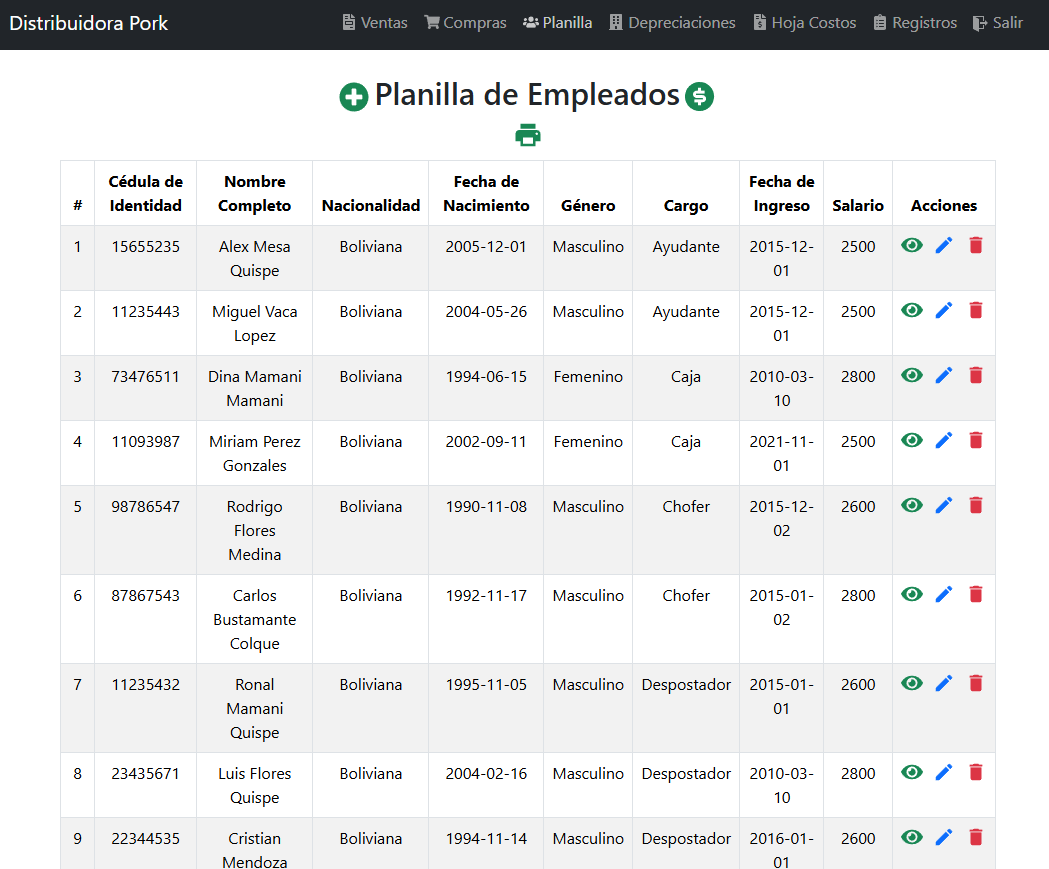 Distribuidora Pork Ventas Compras Planilla Depreciaciones Hoja Costos Registros Salir
Planilla de Empleados
# Cédula de Identidad Nombre Completo Nacionalidad Fecha de Nacimiento Género Cargo Fecha de Ingreso Salario Acciones
1 15655235 Alex Mesa Quispe Boliviana 2005-12-01 Masculino Ayudante 2015-12-01 2500
2 11235443 Miguel Vaca Lopez Boliviana 2004-05-26 Masculino Ayudante 2015-12-01 2500
3 73476511 Dina Mamani Mamani Boliviana 1994-06-15 Femenino Caja 2010-03-10 2800
4 11093987 Miriam Perez Gonzales Boliviana 2002-09-11 Femenino Caja 2021-11-01 2500
5 98786547 Rodrigo Flores Medina Boliviana 1990-11-08 Masculino Chofer 2015-12-02 2600
6 87867543 Carlos Bustamante Colque Boliviana 1992-11-17 Masculino Chofer 2015-01-02 2800
7 11235432 Ronal Mamani Quispe Boliviana 1995-11-05 Masculino Despostador 2015-01-01 2600
8 23435671 Luis Flores Quispe Boliviana 2004-02-16 Masculino Despostador 2010-03-10 2800
9 22344535 Cristian Mendoza Boliviana 1994-11-14 Masculino Despostador 2016-01-01 2600